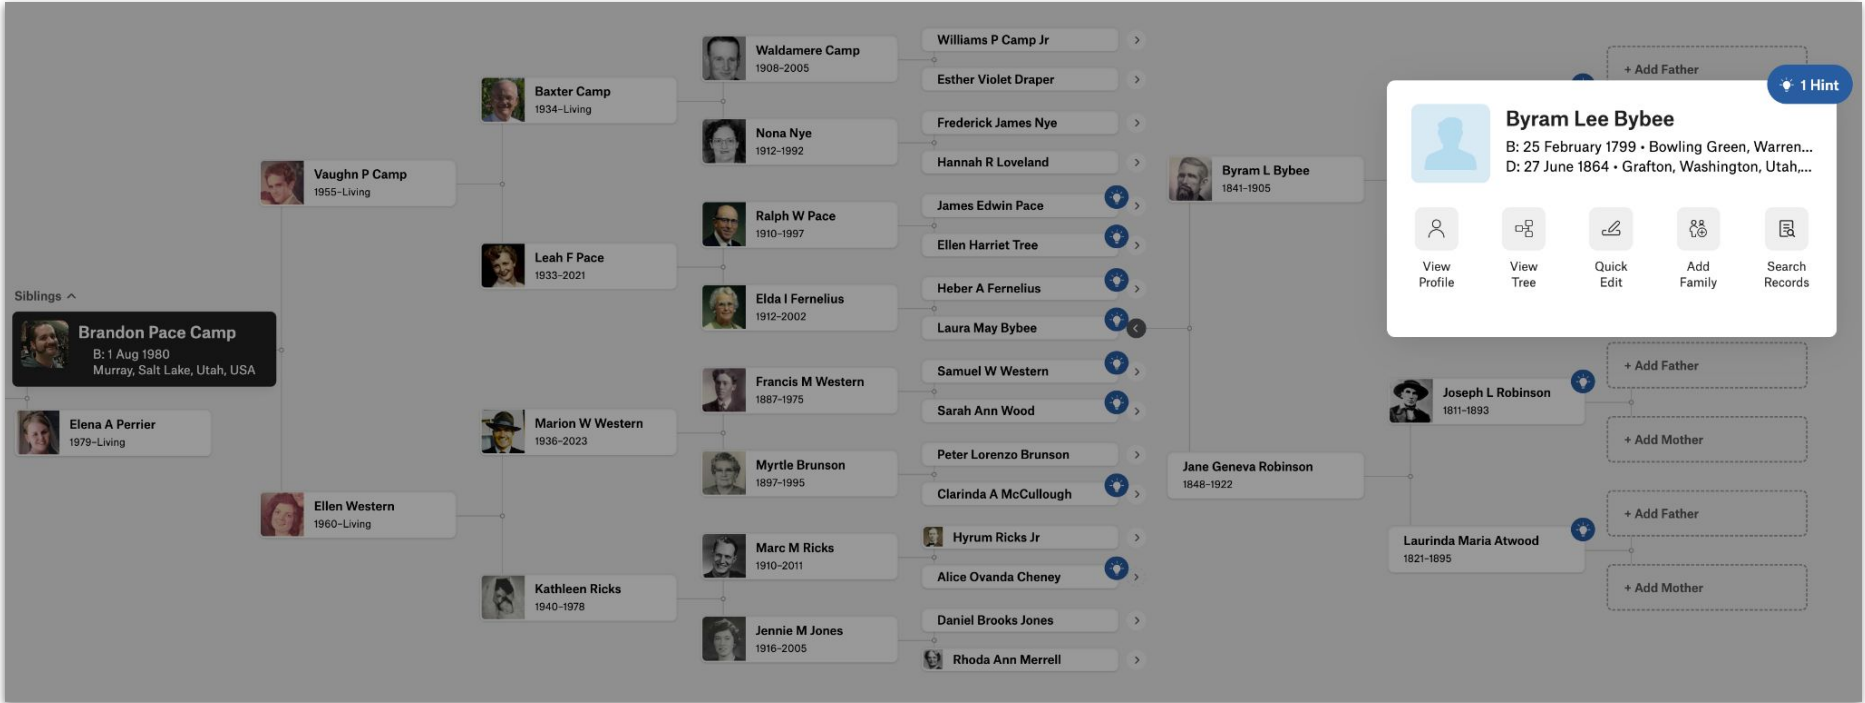 Siblings
Brandon Pace Camp
B: 1 Aug 1980
Murray, Salt Lake, Utah, USA
Elena A Perrier
1979–Living
Vaughn P Camp
1955–Living
Ellen Western
1960–Living
Baxter Camp
1934–Living
Leah F Pace
1933–2021
Marion W Western
1936–2023
Kathleen Ricks
1940–1978
Waldamere Camp
1908–2005
Nona Nye
1912–1992
Ralph W Pace
1910–1997
Elda I Fernelius
1912–2002
Francis M Western
1887–1975
Myrtle Brunson
1897–1995
Marc M Ricks
1910–2011
Jennie M Jones
1916–2005
Williams P Camp Jr
Esther Violet Draper
Frederick James Nye
Hannah R Loveland
James Edwin Pace
Ellen Harriet Tree
Heber A Fernelius
Laura May Bybee
Samuel W Western
Sarah Ann Wood
Peter Lorenzo Brunson
Clarinda A McCullough
Hyrum Ricks Jr
Alice Ovanda Cheney
Daniel Brooks Jones
Rhoda Ann Merrell
Byram L Bybee
1841–1905
Jane Geneva Robinson
1848–1922
+ Add Father
1 Hint
Byram Lee Bybee
B: 25 February 1799 • Bowling Green, Warren...
D: 27 June 1864 • Grafton, Washington, Utah,...
View Profile
View Tree
Quick Edit
Add Family
Search Records
Joseph L Robinson
1811–1893
Laurinda Maria Atwood
1821–1895
+ Add Father
+ Add Mother
+ Add Father
+ Add Mother